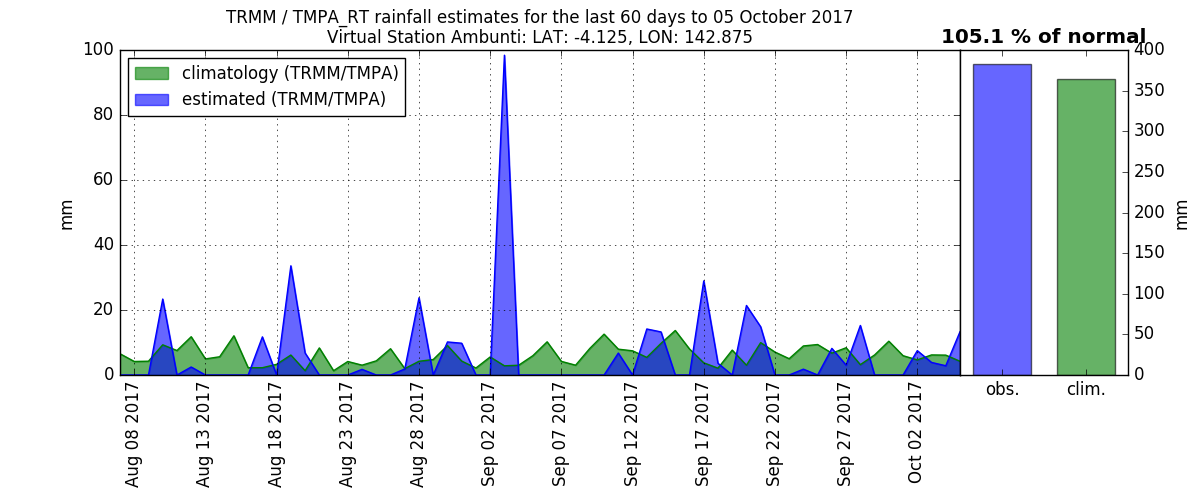 TRMM / TMPA_RT rainfall estimates for the last 60 days to 05 October 2017
Virtual Station Ambunti: LAT: -4.125, LON: 142.875
105.1 % of normal
climatology (TRMM/TMPA)
estimated (TRMM/TMPA)
mm
100
80
60
40
20
0
Aug 08 2017
Aug 13 2017
Aug 18 2017
Aug 23 2017
Aug 28 2017
Sep 02 2017
Sep 07 2017
Sep 12 2017
Sep 17 2017
Sep 22 2017
Sep 27 2017
Oct 02 2017
obs.
clim.
400
350
300
250
200
150
100
50
0
mm